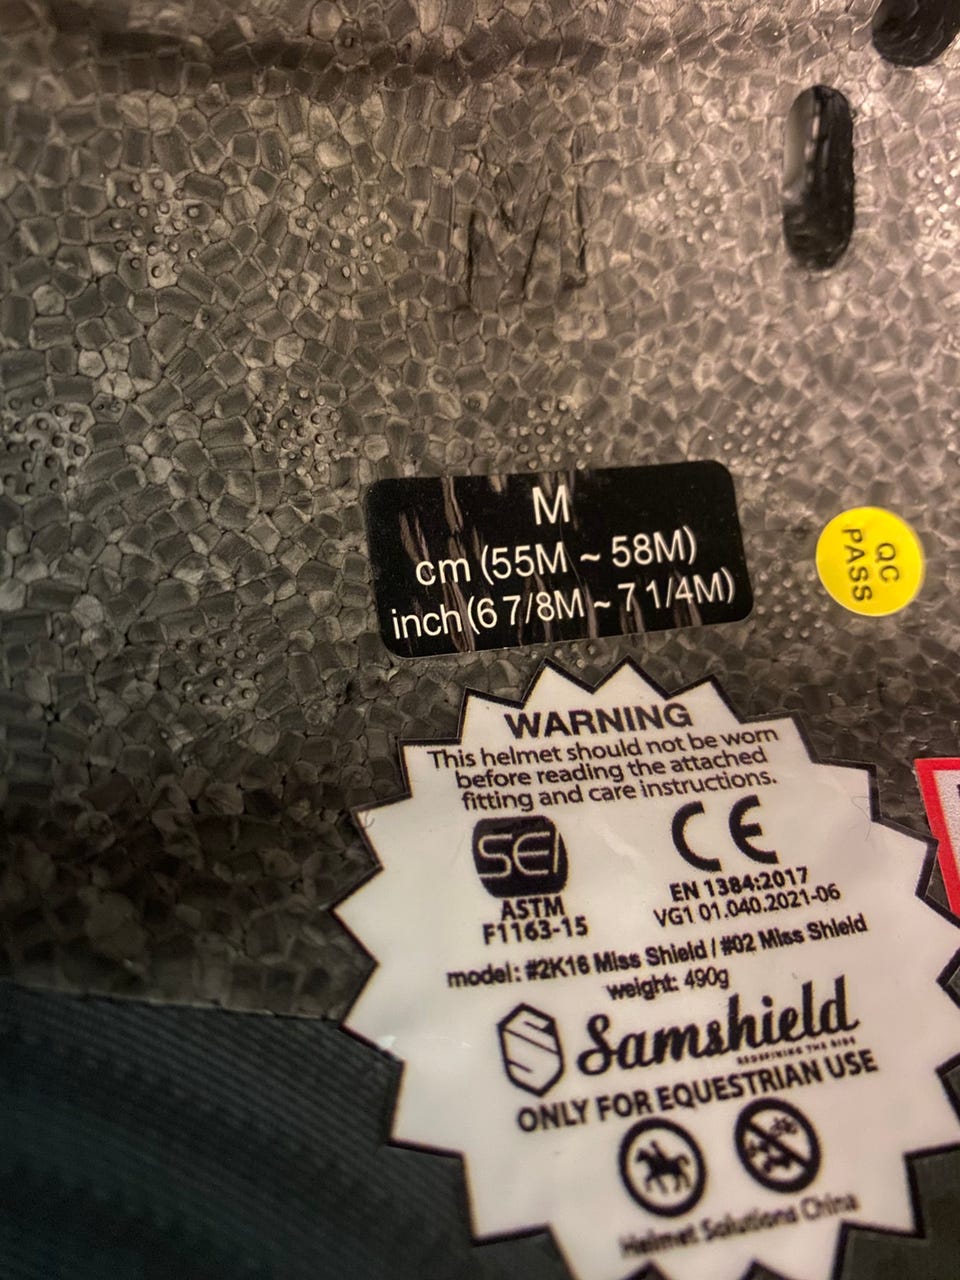 M
M
cm (55M ~ 58M)
inch (6 7/8M ~ 7 1/4M)
QC
PASS
WARNING
This helmet should not be worn
before reading the attached
fitting and care instructions.
SEI
ASTM
F1163-15
CE
EN 1384:2017
VG1 01.040.2021-06
model: #2K16 Miss Shield / #02 Miss Shield
weight: 490g
Samshield
REDEFINING THE RIDE
ONLY FOR EQUESTRIAN USE
Helmet Solutions China